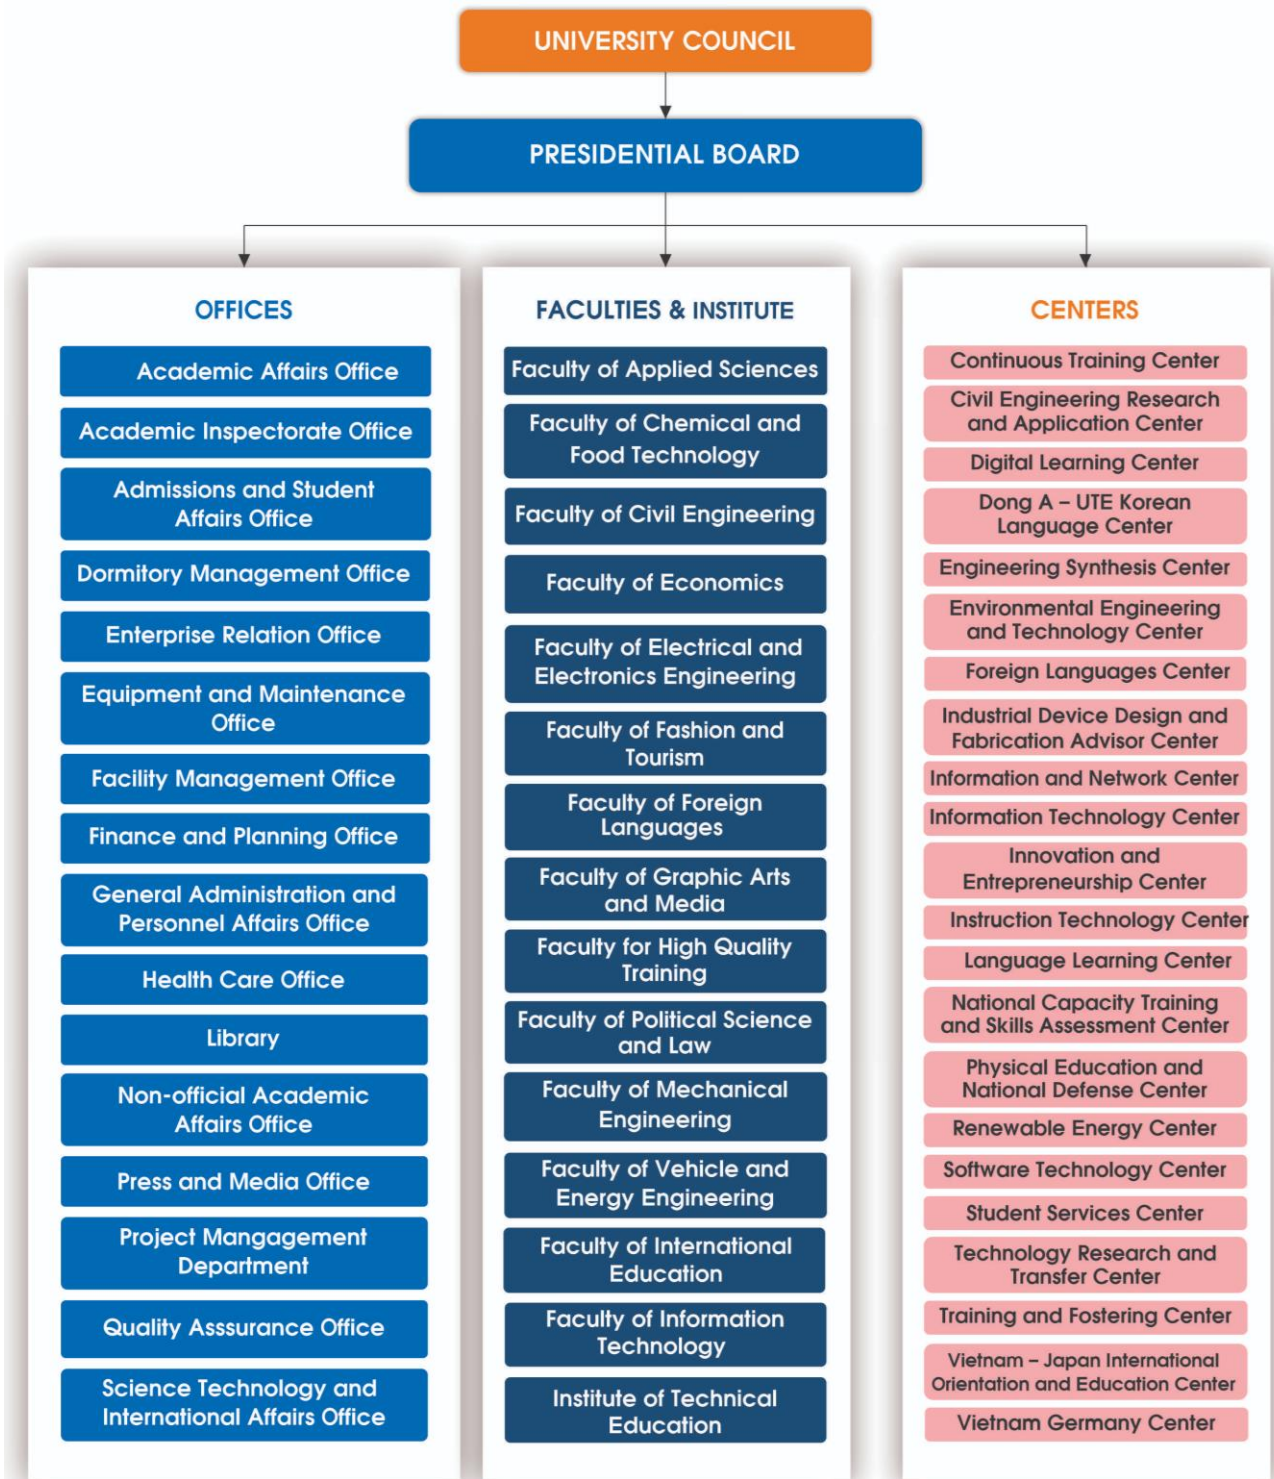 UNIVERSITY COUNCIL
PRESIDENTIAL BOARD
OFFICES
Academic Affairs Office
Academic Inspectorate Office
Admissions and Student
Affairs Office
Dormitory Management Office
Enterprise Relation Office
Equipment and Maintenance
Office
Facility Management Office
Finance and Planning Office
General Administration and
Personnel Affairs Office
Health Care Office
Library
Non-official Academic
Affairs Office
Press and Media Office
Project Mangagement
Department
Quality Asssurance Office
Science Technology and
International Affairs Office
FACULTIES & INSTITUTE
Faculty of Applied Sciences
Faculty of Chemical and
Food Technology
Faculty of Civil Engineering
Faculty of Economics
Faculty of Electrical and
Electronics Engineering
Faculty of Fashion and
Tourism
Faculty of Foreign
Languages
Faculty of Graphic Arts
and Media
Faculty for High Quality
Training
Faculty of Political Science
and Law
Faculty of Mechanical
Engineering
Faculty of Vehicle and
Energy Engineering
Faculty of International
Education
Faculty of Information
Technology
Institute of Technical
Education
CENTERS
Continuous Training Center
Civil Engineering Research
and Application Center
Digital Learning Center
Dong A – UTE Korean
Language Center
Engineering Synthesis Center
Environmental Engineering
and Technology Center
Foreign Languages Center
Industrial Device Design and
Fabrication Advisor Center
Information and Network Center
Information Technology Center
Innovation and
Entrepreneurship Center
Instruction Technology Center
Language Learning Center
National Capacity Training
and Skills Assessment Center
Physical Education and
National Defense Center
Renewable Energy Center
Software Technology Center
Student Services Center
Technology Research and
Transfer Center
Training and Fostering Center
Vietnam – Japan International
Orientation and Education Center
Vietnam Germany Center